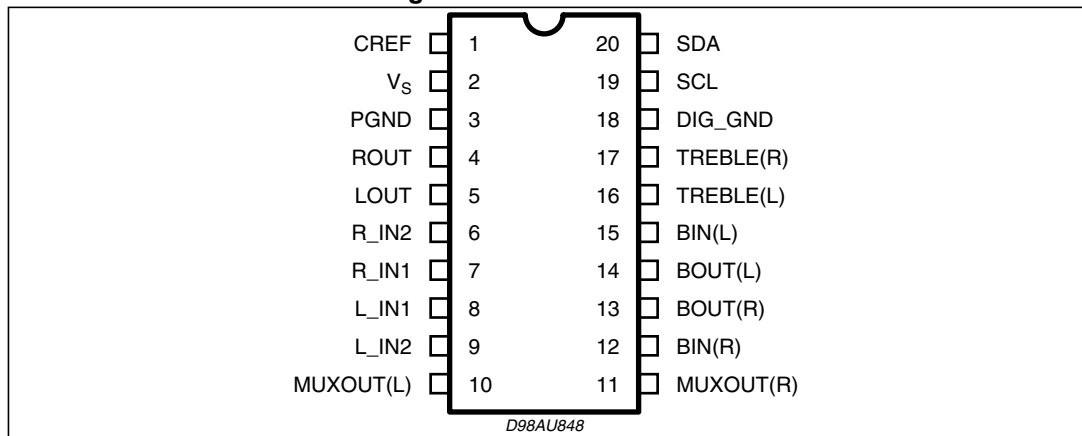 CREF 1 20 SDA
VS 2 19 SCL
PGND 3 18 DIG_GND
ROUT 4 17 TREBLE(R)
LOUT 5 16 TREBLE(L)
R_IN2 6 15 BIN(L)
R_IN1 7 14 BOUT(L)
L_IN1 8 13 BOUT(R)
L_IN2 9 12 BIN(R)
MUXOUT(L) 10 11 MUXOUT(R)
D98AU848